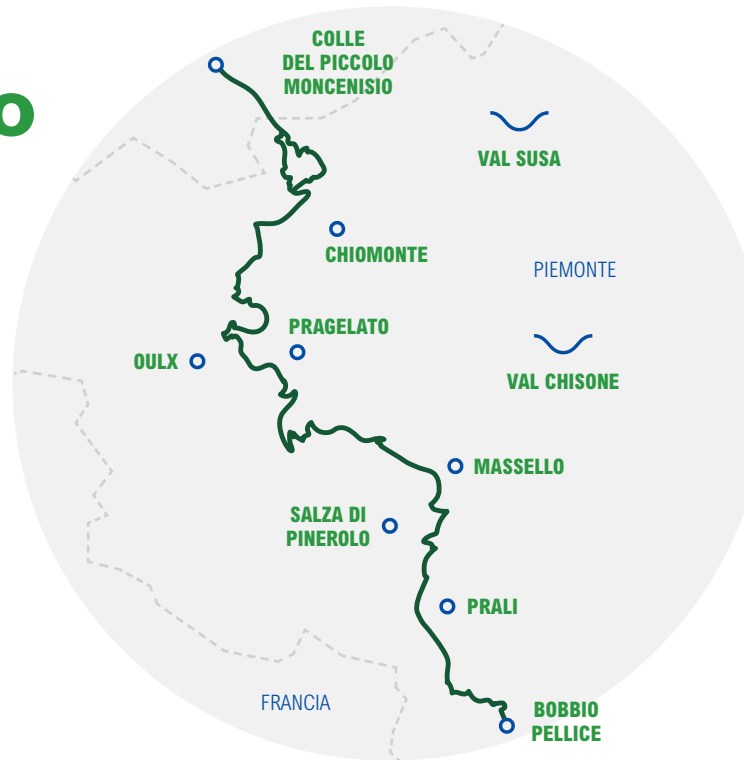 o
COLLE
DEL PICCOLO
MONCENISIO
VAL SUSA
CHIOMONTE
PIEMONTE
PRAGELATO
OULX
VAL CHISONE
MASSELLO
SALZA DI
PINEROLO
PRALI
FRANCIA
BOBBIO
PELLICE